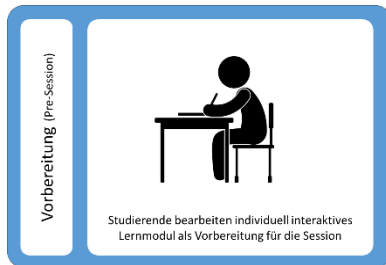 Vorbereitung (Pre-Session)
Studierende bearbeiten individuell interaktives
Lernmodul als Vorbereitung für die Session